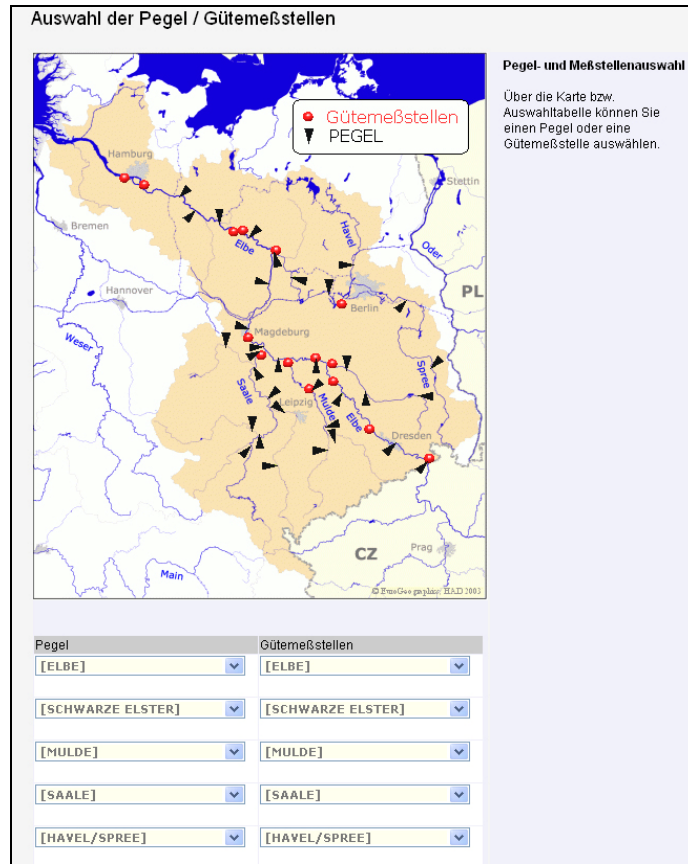 Auswahl der Pegel / Gütemeßstellen
Pegel- und Meßstellenauswahl
Über die Karte bzw.
Auswahltabelle können Sie
einen Pegel oder eine
Gütemeßstelle auswählen.
Gütemeßstellen
PEGEL
Hamburg
Stettin
Bremen
Elbe
Havel
Oder
Hannover
Berlin
PL
Weser
Magdeburg
Saale
Leipzig
Mulde
Elbe
Spree
Dresden
CZ
Prag
Main
© EuroGeographics: HAD 2003
Pegel Gütemeßstellen
[ELBE] [ELBE]
[SCHWARZE ELSTER] [SCHWARZE ELSTER]
[MULDE] [MULDE]
[SAALE] [SAALE]
[HAVEL/SPREE] [HAVEL/SPREE]